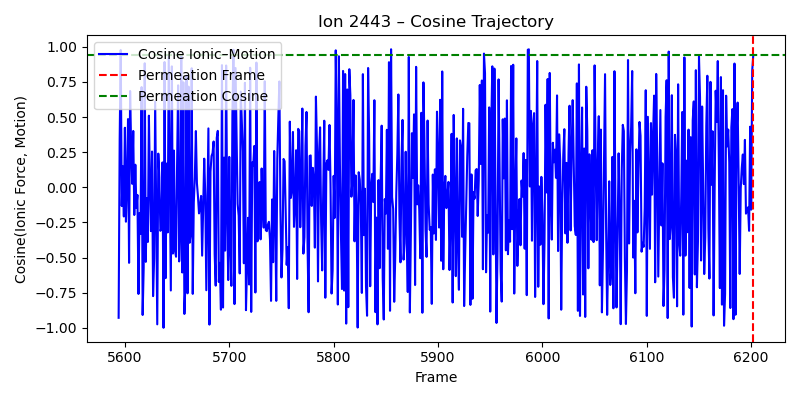 Ion 2443 – Cosine Trajectory
Cosine Ionic–Motion
Permeation Frame
Permeation Cosine
Cosine(Ionic Force, Motion)
1.00
0.75
0.50
0.25
0.00
−0.25
−0.50
−0.75
−1.00
5600 5700 5800 5900 6000 6100 6200
Frame